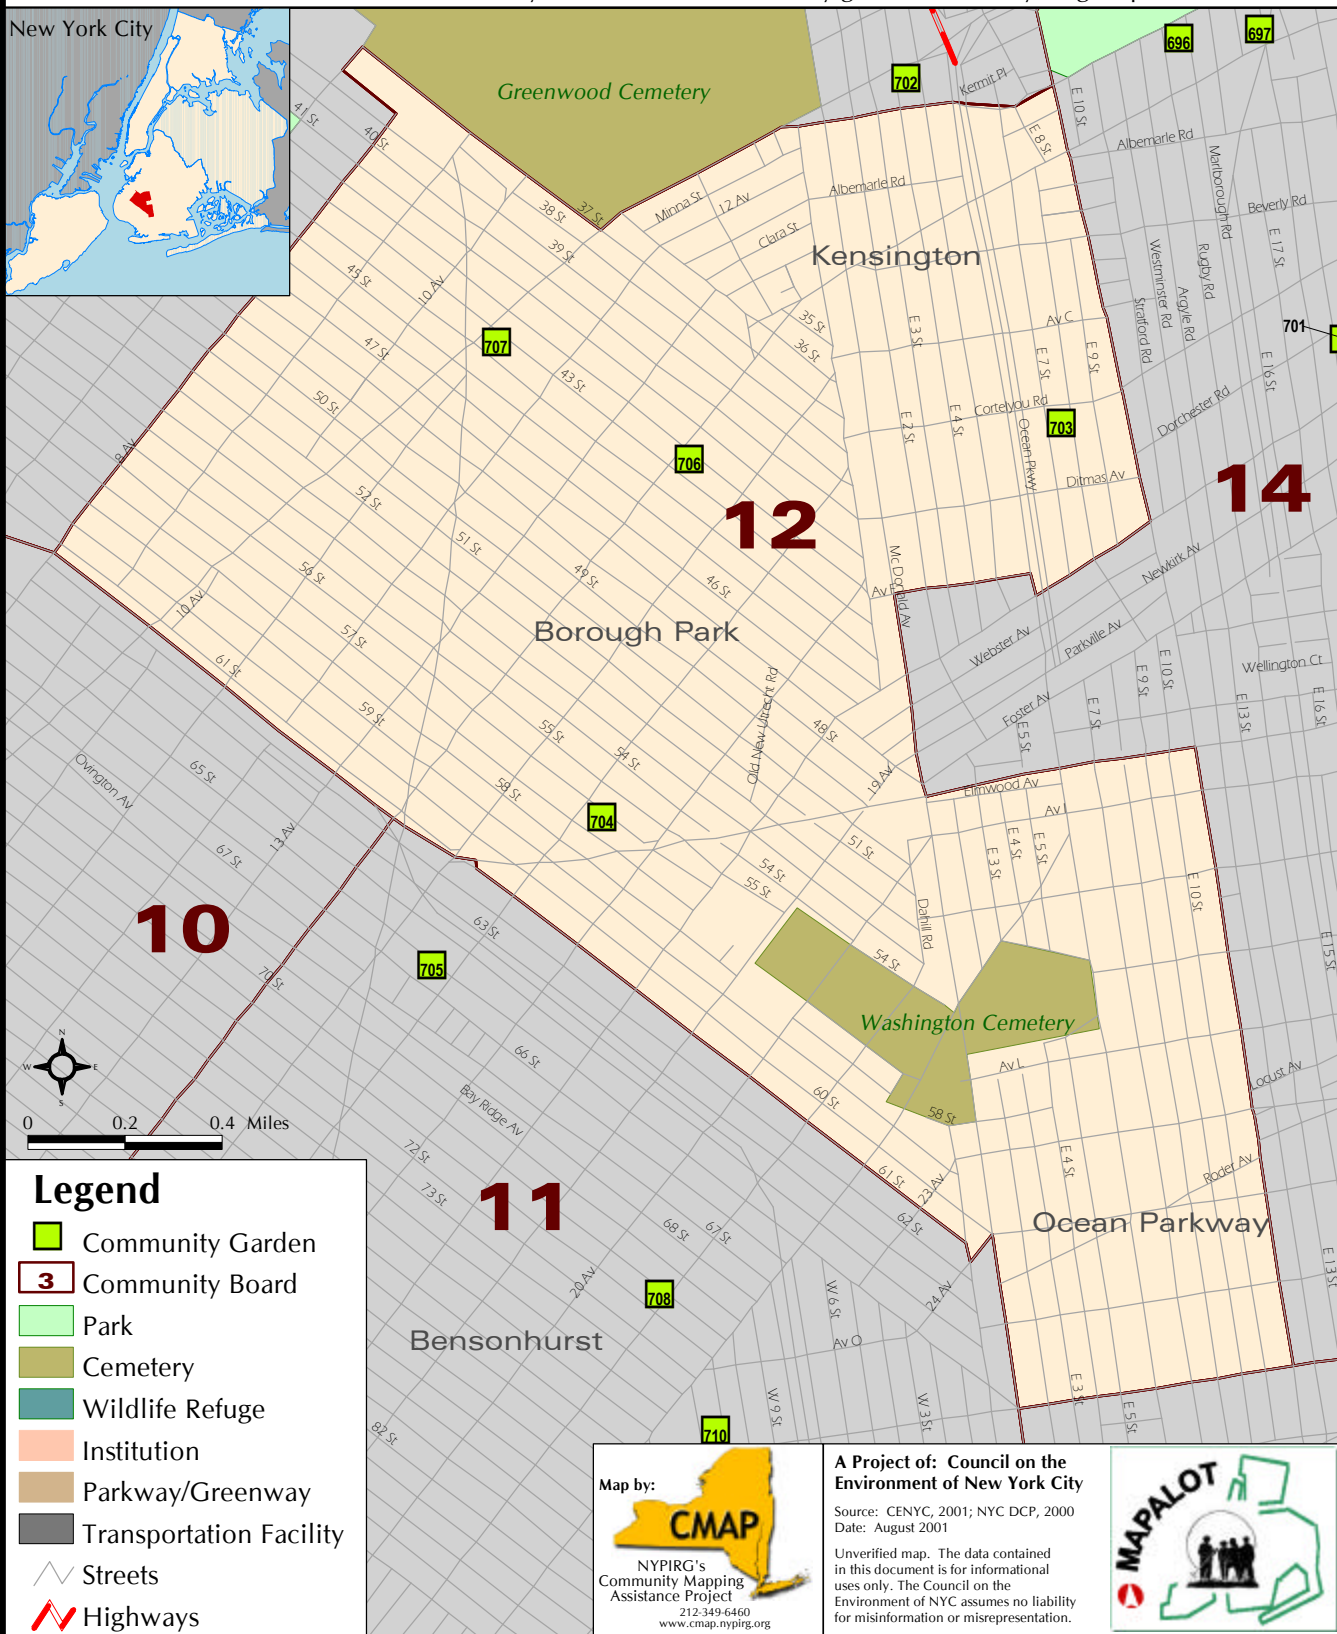 New York City
Greenwood Cemetery
696
697
702
Kermit Pl
41 St
40 St
E 10 St
E 8 St
Albemarle Rd
Marlborough Rd
Albemarle Rd
38 St
37 St
Minna St
12 Av
Beverly Rd
Clara St
39 St
E 17 St
Kensington
Westminster Rd
Rugby Rd
45 St
10 Av
Argyle Rd
Stratford Rd
35 St
E 3 St
Av C
701
707
47 St
36 St
E 7 St
E 9 St
43 St
E 16 St
50 St
Cortelyou Rd
Dorchester Rd
E 2 St
E 4 St
Ocean Pkwy
703
8 Av
706
Ditmas Av
14
52 St
12
51 St
Mc Donald Av
Newkirk Av
56 St
49 St
46 St
Av F
10 Av
57 St
Borough Park
Webster Av
Parkville Av
61 St
E 9 St
E 10 St
Wellington Ct
Old New Utrecht Rd
59 St
Foster Av
E 7 St
E 13 St
E 16 St
55 St
48 St
E 5 St
54 St
Ovington Av
65 St
58 St
19 Av
Elmwood Av
Av I
704
13 Av
51 St
E 4 St
E 5 St
67 St
E 3 St
54 St
55 St
E 10 St
10
63 St
Dahill Rd
E 15 St
705
54 St
70 St
Washington Cemetery
N
W
E
S
66 St
Av L
Locust Av
Bay Ridge Av
60 St
58 St
0
0.2
0.4 Miles
72 St
E 4 St
Roder Av
73 St
61 St
23 Av
11
68 St
67 St
62 St
Ocean Parkway
E 13 St
20 Av
708
W 6 St
24 Av
Bensonhurst
Av O
82 St
W 9 St
W 3 St
E 3 St
E 5 St
710
Legend
Community Garden
3
Community Board
Park
Cemetery
Wildlife Refuge
Institution
Parkway/Greenway
Transportation Facility
Streets
Highways
Map by:
CMAP
NYPIRG's
Community Mapping
Assistance Project
212-349-6460
www.cmap.nypirg.org
A Project of: Council on the
Environment of New York City
Source: CENYC, 2001; NYC DCP, 2000
Date: August 2001
Unverified map. The data contained
in this document is for informational
uses only. The Council on the
Environment of NYC assumes no liability
for misinformation or misrepresentation.
MAPALOT